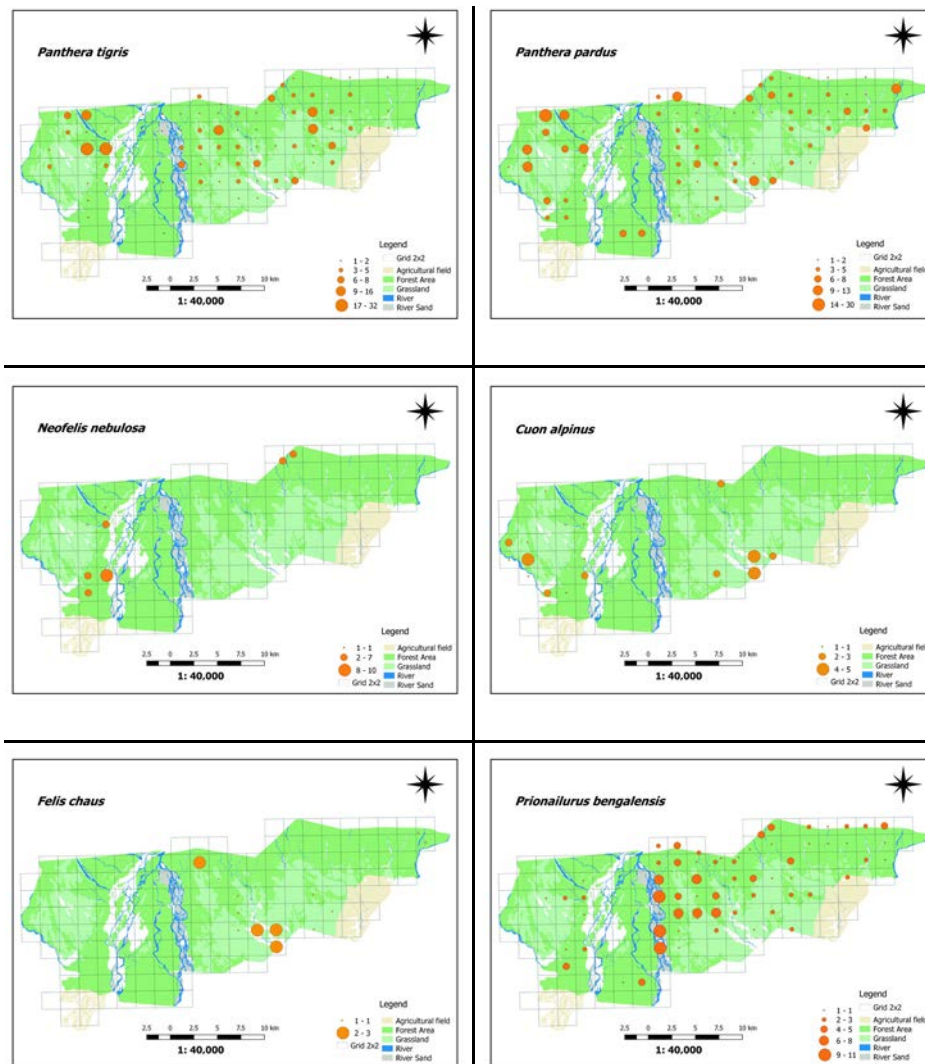 Panthera tigris
Legend
Grid 2x2
1 - 2
3 - 5
6 - 8
9 - 16
17 - 32
Agricultural field
Forest Area
Grassland
River
River Sand
2,5 0 2,5 5 7,5 10 km
1: 40,000
Panthera pardus
Legend
Grid 2x2
1 - 2
3 - 5
6 - 8
9 - 13
14 - 30
Agricultural field
Forest Area
Grassland
River
River Sand
2,5 0 2,5 5 7,5 10 km
1: 40,000
Neofelis nebulosa
Legend
1 - 1
2 - 7
8 - 10
Grid 2x2
Agricultural field
Forest Area
Grassland
River
River Sand
2,5 0 2,5 5 7,5 10 km
1: 40,000
Cuon alpinus
Legend
1 - 1
2 - 3
4 - 5
Grid 2x2
Agricultural field
Forest Area
Grassland
River
River Sand
2,5 0 2,5 5 7,5 10 km
1: 40,000
Felis chaus
Legend
1 - 1
2 - 3
Grid 2x2
Agricultural field
Forest Area
Grassland
River
River Sand
2,5 0 2,5 5 7,5 10 km
1: 40,000
Prionailurus bengalensis
Legend
Grid 2x2
1 - 1
2 - 3
4 - 5
6 - 8
9 - 11
Agricultural field
Forest Area
Grassland
River
River Sand
2,5 0 2,5 5 7,5 10 km
1: 40,000